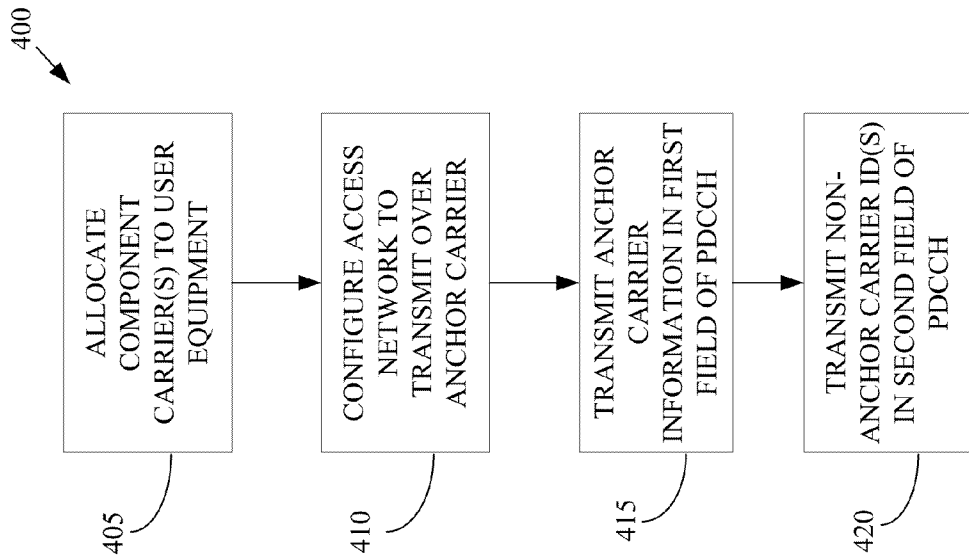 400
ALLOCATE
COMPONENT
CARRIER(S) TO USER
EQUIPMENT
405
CONFIGURE ACCESS
NETWORK TO
TRANSMIT OVER
ANCHOR CARRIER
410
TRANSMIT ANCHOR
CARRIER
INFORMATION IN FIRST
FIELD OF PDCCH
415
TRANSMIT NON-
ANCHOR CARRIER ID(S)
IN SECOND FIELD OF
PDCCH
420